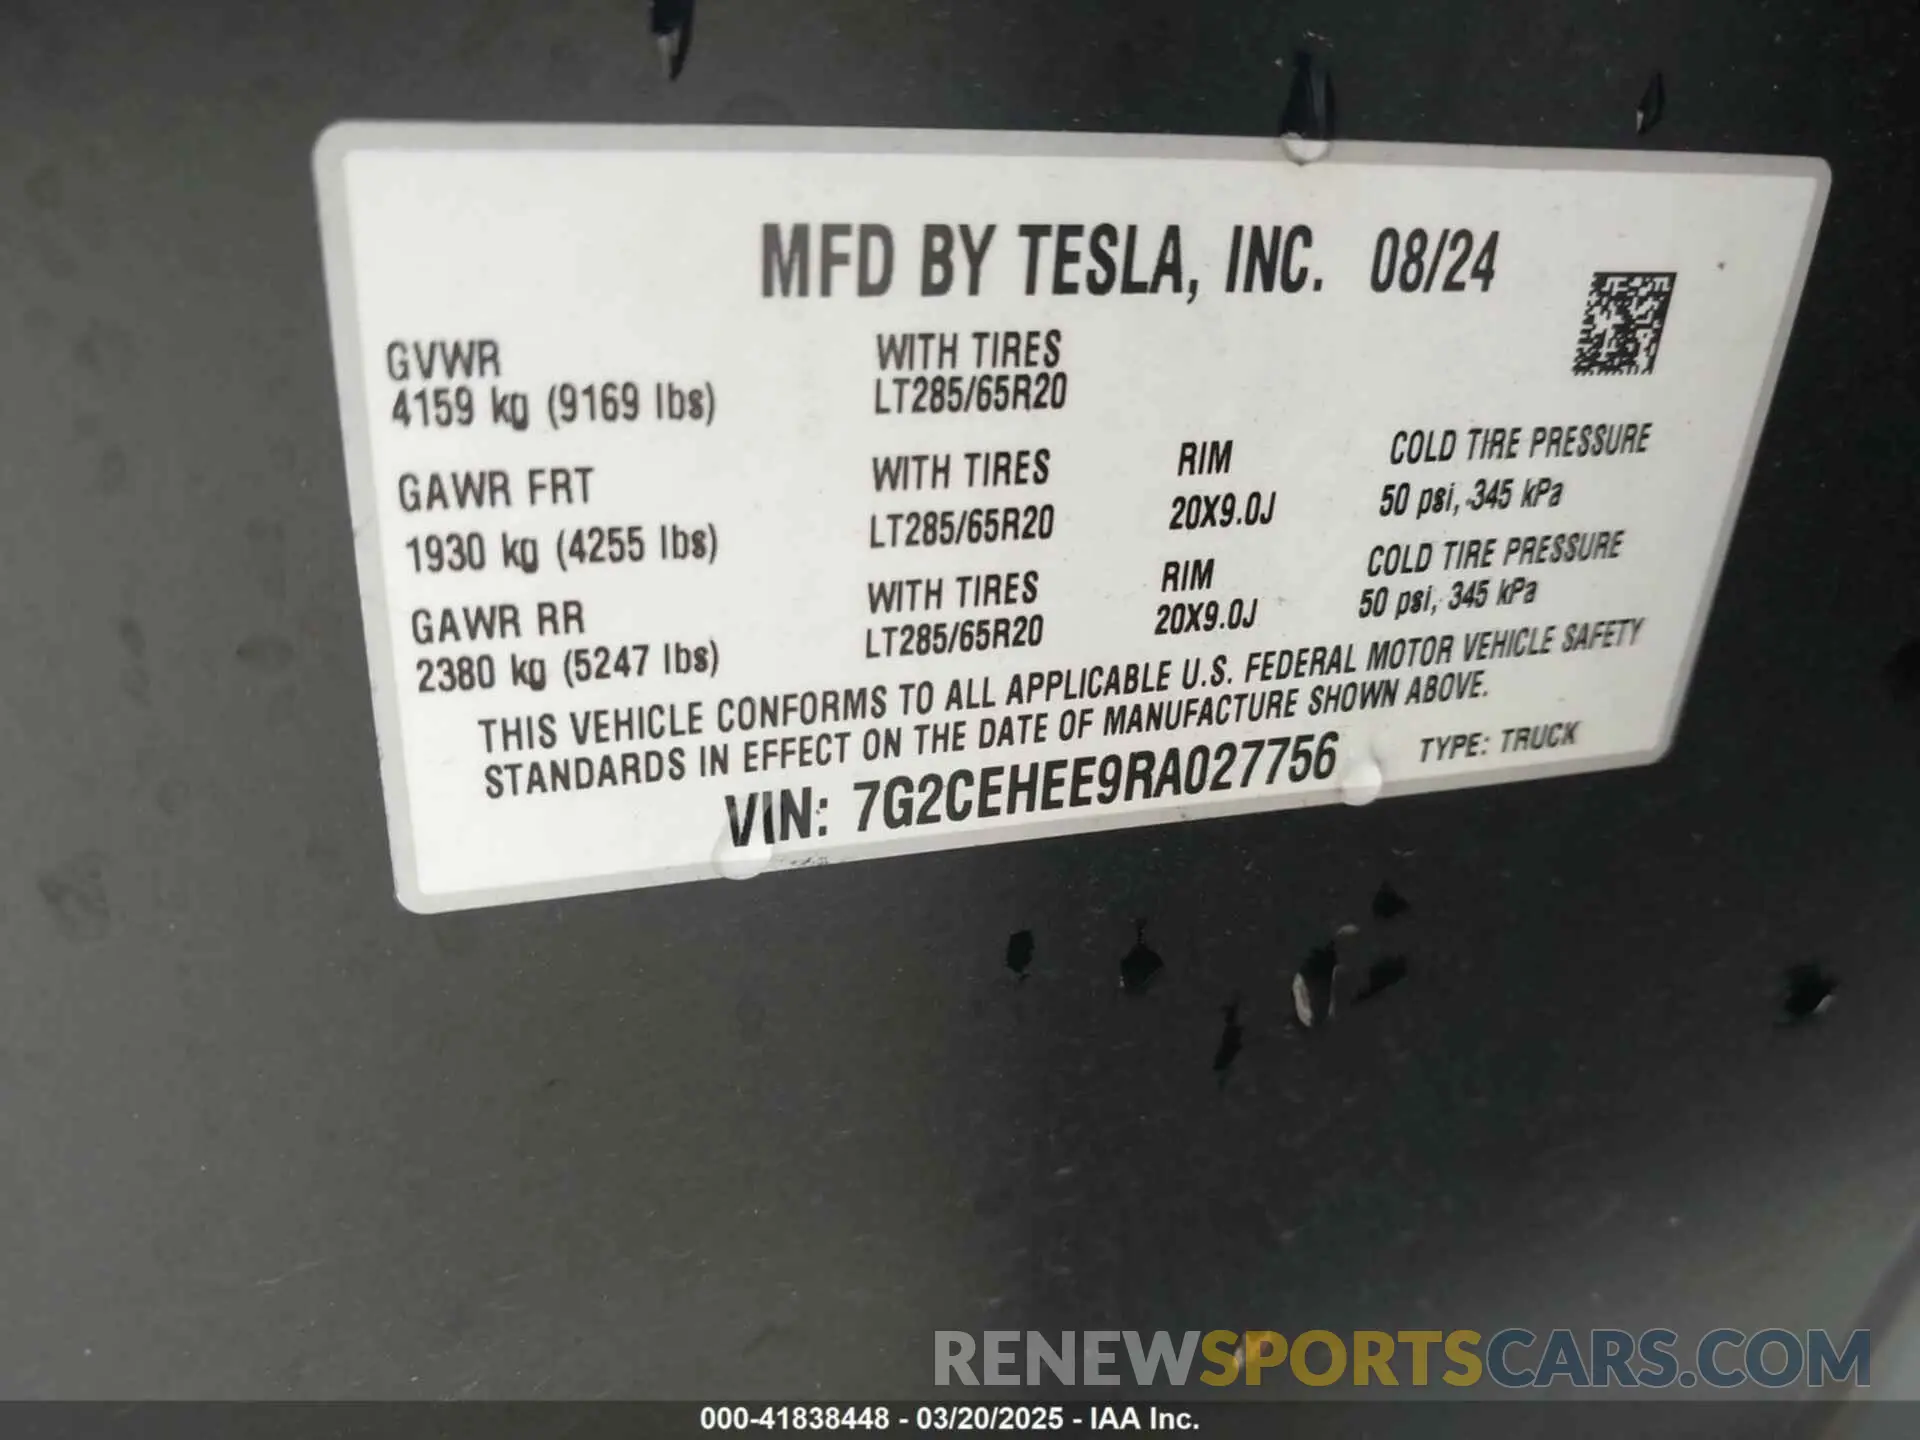 MFD BY TESLA, INC. 08/24
GVWR WITH TIRES
4159 kg (9169 lbs) LT285/65R20
GAWR FRT WITH TIRES RIM COLD TIRE PRESSURE
1930 kg (4255 lbs) LT285/65R20 20X9.0J 50 psi, 345 kPa
GAWR RR WITH TIRES RIM COLD TIRE PRESSURE
2380 kg (5247 lbs) LT285/65R20 20X9.0J 50 psi, 345 kPa
THIS VEHICLE CONFORMS TO ALL APPLICABLE U.S. FEDERAL MOTOR VEHICLE SAFETY
STANDARDS IN EFFECT ON THE DATE OF MANUFACTURE SHOWN ABOVE.
VIN: 7G2CEHEE9RA027756 TYPE: TRUCK
RENEWSPORTSCARS.COM
000-41838448 - 03/20/2025 - IAA Inc.